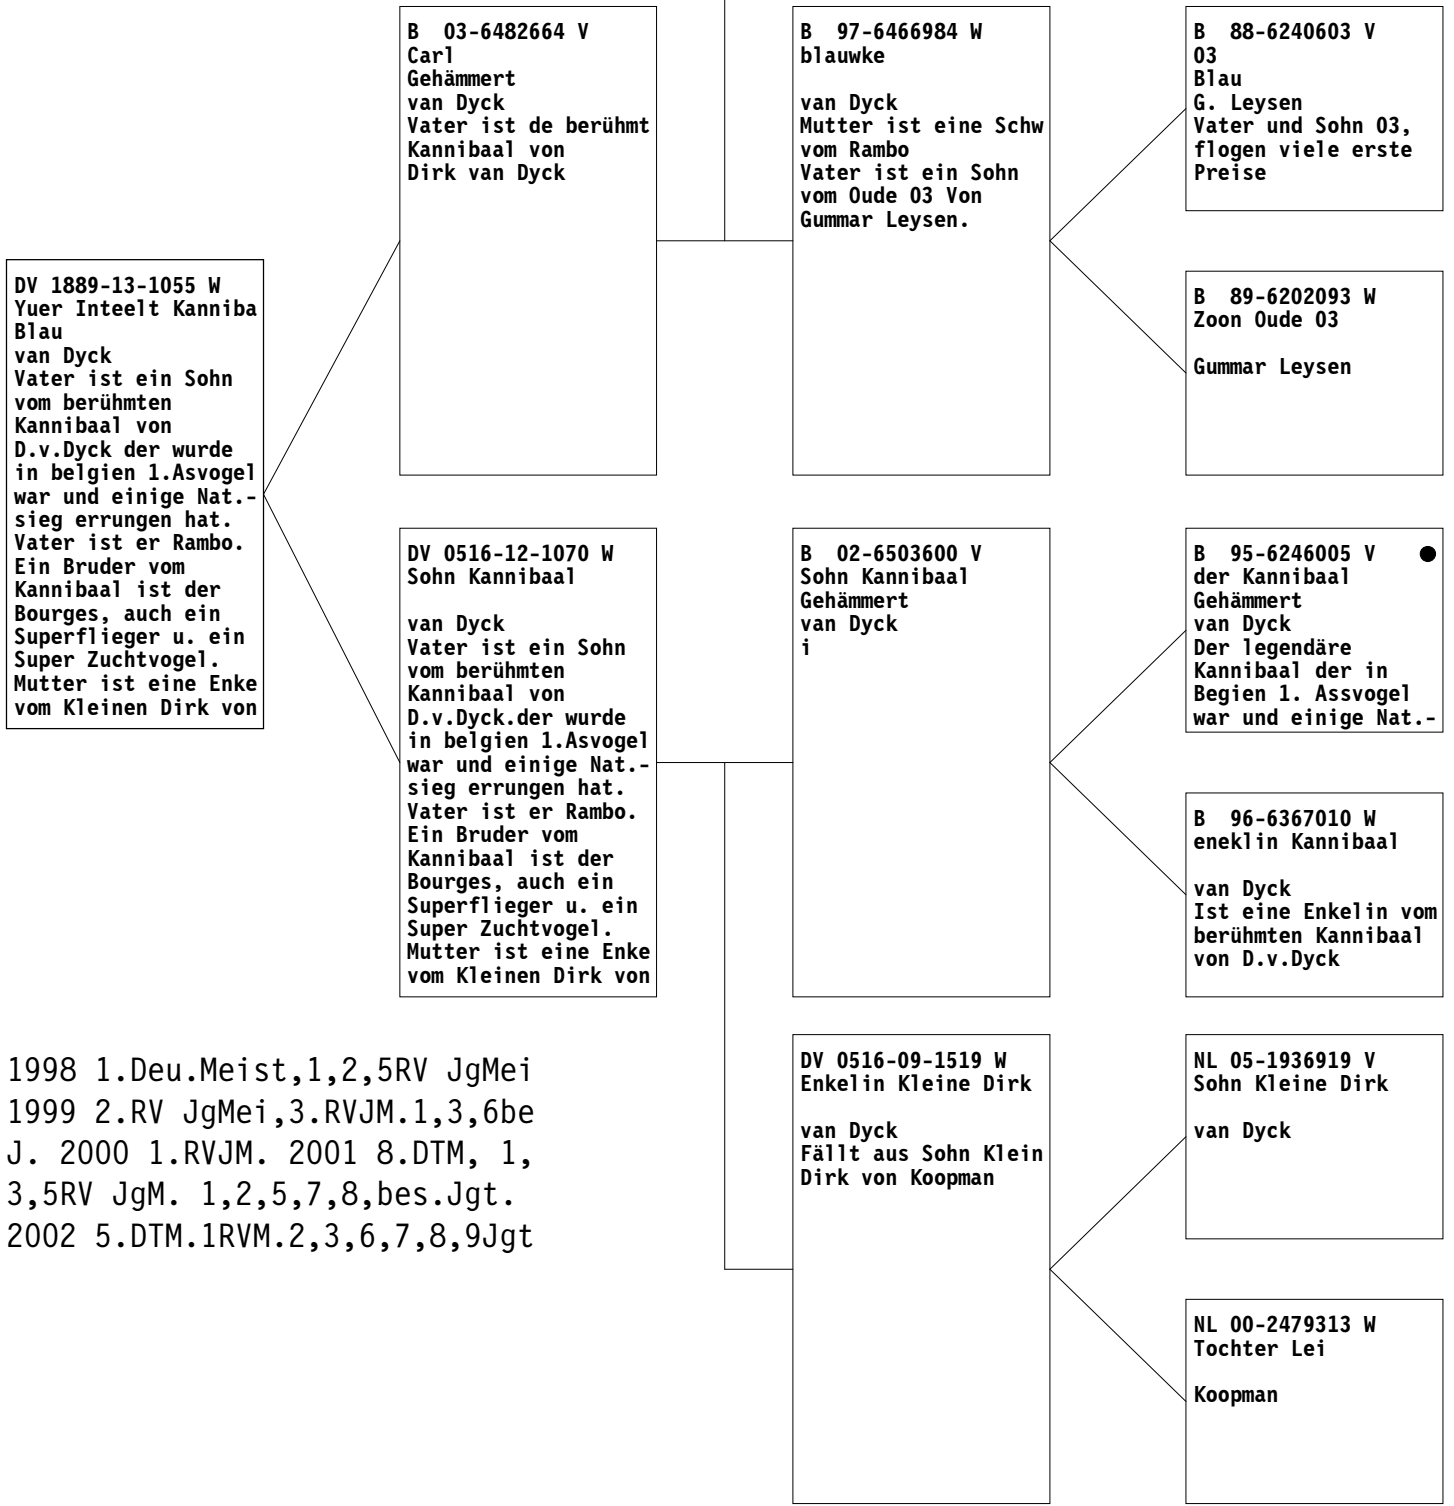 B  03-6482664 V
Carl
Gehämmert
van Dyck
Vater ist de berühmt
Kannibaal von
Dirk van Dyck
B  97-6466984 W
blauwke
van Dyck
Mutter ist eine Schw
vom Rambo
Vater ist ein Sohn
vom Oude 03 Von
Gummar Leysen.
B  88-6240603 V
03
Blau
G. Leysen
Vater und Sohn 03,
flogen viele erste
Preise
B  89-6202093 W
Zoon Oude 03
Gummar Leysen
DV 1889-13-1055 W
Yuer Inteelt Kanniba
Blau
van Dyck
Vater ist ein Sohn
vom berühmten
Kannibaal von
D.v.Dyck der wurde
in belgien 1.Asvogel
war und einige Nat.-
sieg errungen hat.
Vater ist er Rambo.
Ein Bruder vom
Kannibaal ist der
Bourges, auch ein
Superflieger u. ein
Super Zuchtvogel.
Mutter ist eine Enke
vom Kleinen Dirk von
DV 0516-12-1070 W
Sohn Kannibaal
van Dyck
Vater ist ein Sohn
vom berühmten
Kannibaal von
D.v.Dyck.der wurde
in belgien 1.Asvogel
war und einige Nat.-
sieg errungen hat.
Vater ist er Rambo.
Ein Bruder vom
Kannibaal ist der
Bourges, auch ein
Superflieger u. ein
Super Zuchtvogel.
Mutter ist eine Enke
vom Kleinen Dirk von
B  02-6503600 V
Sohn Kannibaal
Gehämmert
van Dyck
i
B  95-6246005 V ●
der Kannibaal
Gehämmert
van Dyck
Der legendäre
Kannibaal der in
Begien 1. Assvogel
war und einige Nat.-
B  96-6367010 W
eneklin Kannibaal
van Dyck
Ist eine Enkelin vom
berühmten Kannibaal
von D.v.Dyck
DV 0516-09-1519 W
Enkelin Kleine Dirk
van Dyck
Fällt aus Sohn Klein
Dirk von Koopman
NL 05-1936919 V
Sohn Kleine Dirk
van Dyck
NL 00-2479313 W
Tochter Lei
Koopman
1998 1.Deu.Meist,1,2,5RV JgMei
1999 2.RV JgMei,3.RVJM.1,3,6be
J. 2000 1.RVJM. 2001 8.DTM, 1,
3,5RV JgM. 1,2,5,7,8,bes.Jgt.
2002 5.DTM.1RVM.2,3,6,7,8,9Jgt